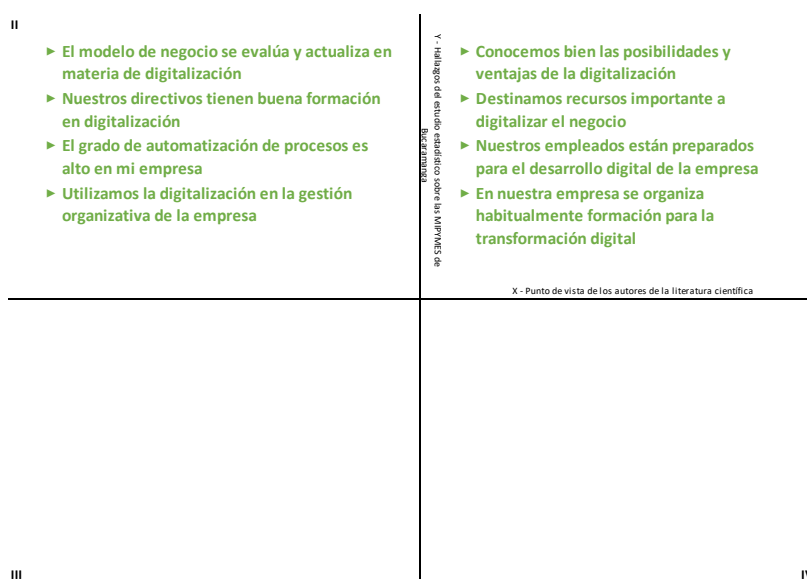 II
► El modelo de negocio se evalúa y actualiza en
materia de digitalización
► Nuestros directivos tienen buena formación
en digitalización
► El grado de automatización de procesos es
alto en mi empresa
► Utilizamos la digitalización en la gestión
organizativa de la empresa
Y - Hallazgos del estudio estadístico sobre las MIPYMES de
Bucaramanga
► Conocemos bien las posibilidades y
ventajas de la digitalización
► Destinamos recursos importante a
digitalizar el negocio
► Nuestros empleados están preparados
para el desarrollo digital de la empresa
► En nuestra empresa se organiza
habitualmente formación para la
transformación digital
X - Punto de vista de los autores de la literatura científica
III